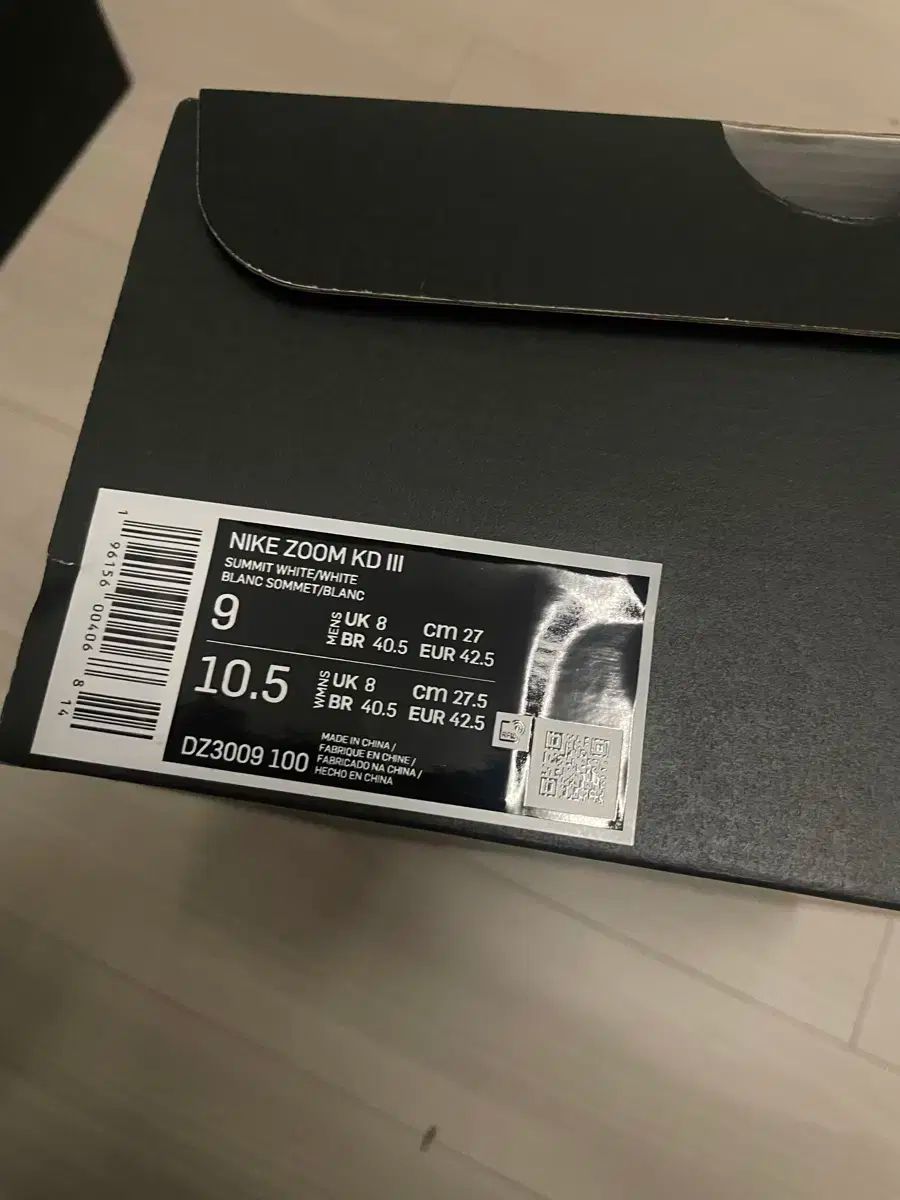 NIKE ZOOM KD III
SUMMIT WHITE/WHITE
BLANC SOMMET/BLANC
9 MENS UK 8 cm 27
BR 40.5 EUR 42.5
10.5 WMNS UK 8 cm 27.5
BR 40.5 EUR 42.5
DZ3009 100
MADE IN CHINA /
FABRIQUE EN CHINE /
FABRICADO NA CHINA /
HECHO EN CHINA
RFID
1 96156 00406 8 14